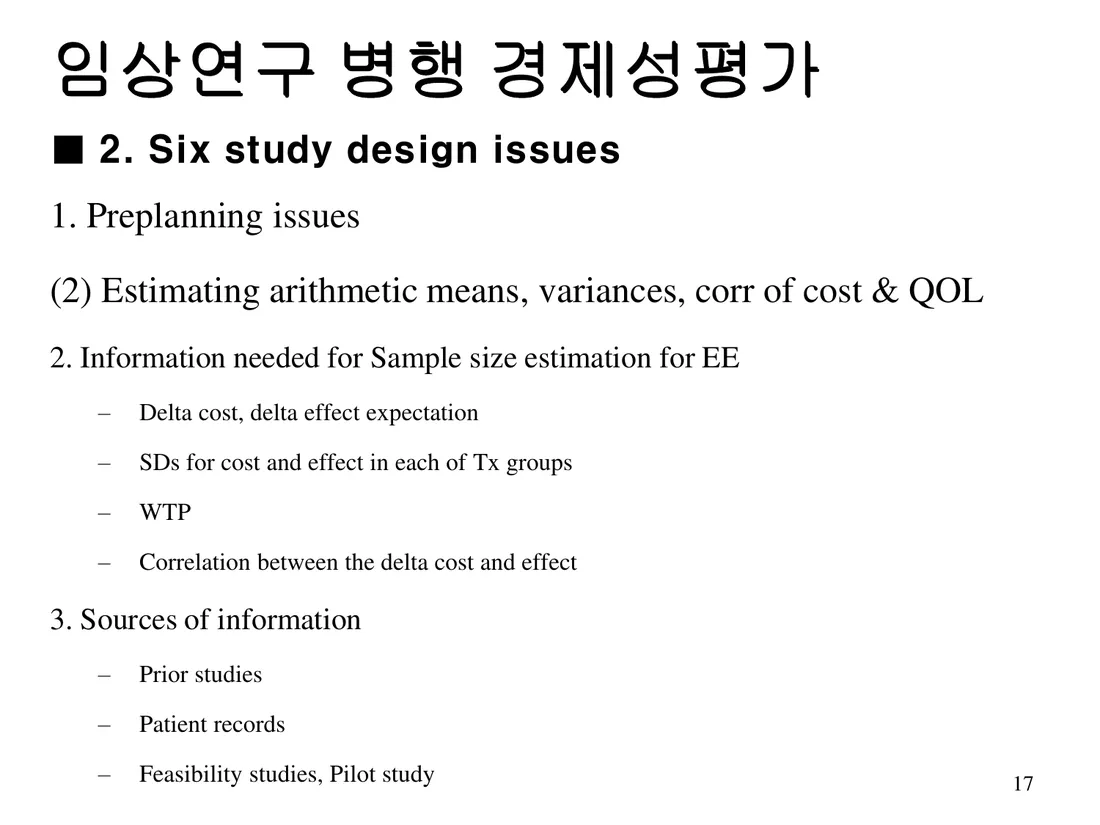 임상연구 병행 경제성평가
■ 2. Six study design issues
1. Preplanning issues
(2) Estimating arithmetic means, variances, corr of cost & QOL
2. Information needed for Sample size estimation for EE
– Delta cost, delta effect expectation
– SDs for cost and effect in each of Tx groups
– WTP
– Correlation between the delta cost and effect
3. Sources of information
– Prior studies
– Patient records
– Feasibility studies, Pilot study
17